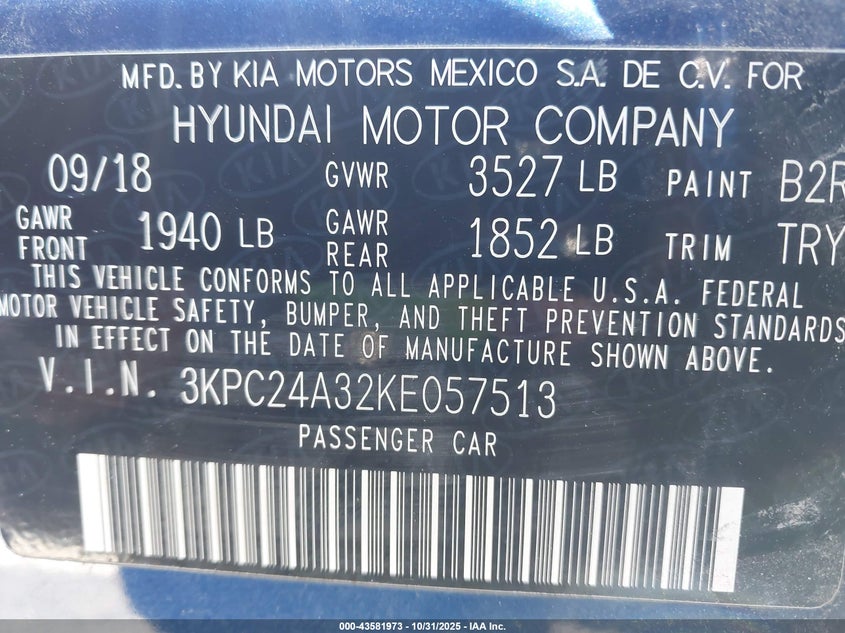 MFD. BY KIA MOTORS MEXICO S.A. DE C.V. FOR
HYUNDAI MOTOR COMPANY
09/18 GVWR 3527 LB PAINT B2R
GAWR FRONT 1940 LB GAWR REAR 1852 LB TRIM TRY
THIS VEHICLE CONFORMS TO ALL APPLICABLE U.S.A. FEDERAL
MOTOR VEHICLE SAFETY, BUMPER, AND THEFT PREVENTION STANDARDS
IN EFFECT ON THE DATE OF MANUFACTURE SHOWN ABOVE.
V.I.N. 3KPC24A32KE057513
PASSENGER CAR
000-43581973 - 10/31/2025 - IAA Inc.